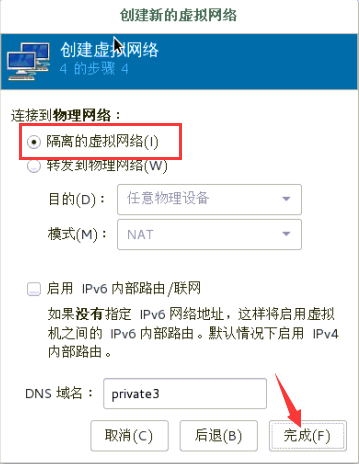 创建新的虚拟网络
创建虚拟网络
4 的步骤 4
连接到物理网络：
隔离的虚拟网络(I)
转发到物理网络(W)
目的(D)： 任意物理设备
模式(M)： NAT
启用 IPv6 内部路由/联网
如果没有指定 IPv6 网络地址，这样将启用虚拟
机之间的 IPv6 内部路由。默认情况下启用 IPv4
内部路由。
DNS 域名： private3
取消(C) 后退(B) 完成(F)